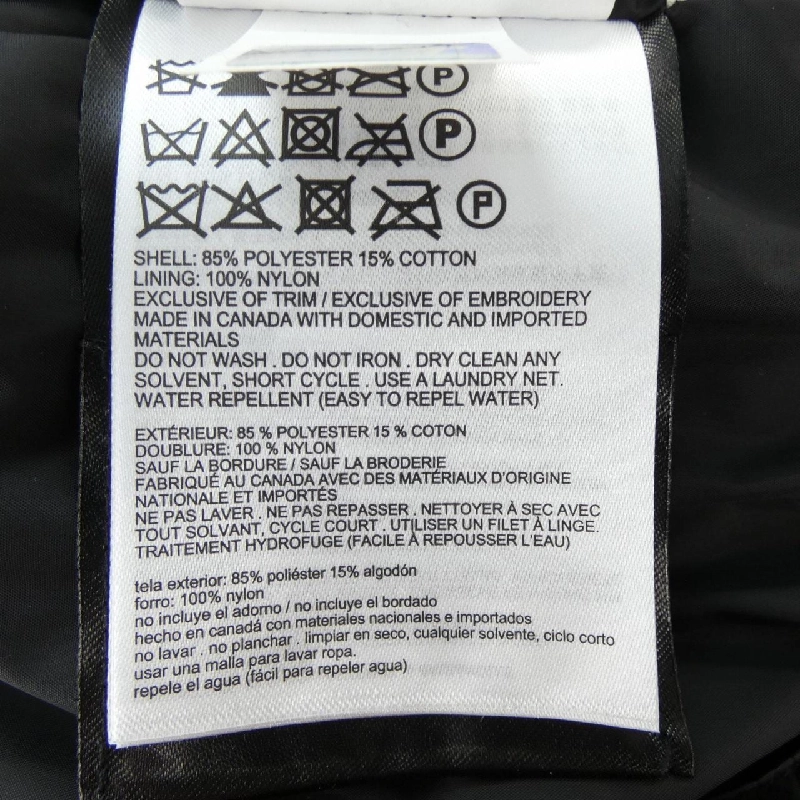 P
P
P
SHELL: 85% POLYESTER 15% COTTON
LINING: 100% NYLON
EXCLUSIVE OF TRIM / EXCLUSIVE OF EMBROIDERY
MADE IN CANADA WITH DOMESTIC AND IMPORTED
MATERIALS
DO NOT WASH . DO NOT IRON . DRY CLEAN ANY
SOLVENT, SHORT CYCLE . USE A LAUNDRY NET.
WATER REPELLENT (EASY TO REPEL WATER)
EXTÉRIEUR: 85 % POLYESTER 15 % COTON
DOUBLURE: 100 % NYLON
SAUF LA BORDURE / SAUF LA BRODERIE
FABRIQUÉ AU CANADA AVEC DES MATÉRIAUX D'ORIGINE
NATIONALE ET IMPORTÉS
NE PAS LAVER . NE PAS REPASSER . NETTOYER À SEC AVEC
TOUT SOLVANT, CYCLE COURT . UTILISER UN FILET À LINGE.
TRAITEMENT HYDROFUGE (FACILE À REPOUSSER L'EAU)
tela exterior: 85% poliéster 15% algodón
forro: 100% nylon
no incluye el adorno / no incluye el bordado
hecho en canadá con materiales nacionales e importados
no lavar . no planchar . limpiar en seco, cualquier solvente, ciclo corto
usar una malla para lavar ropa.
repele el agua (fácil para repeler agua)